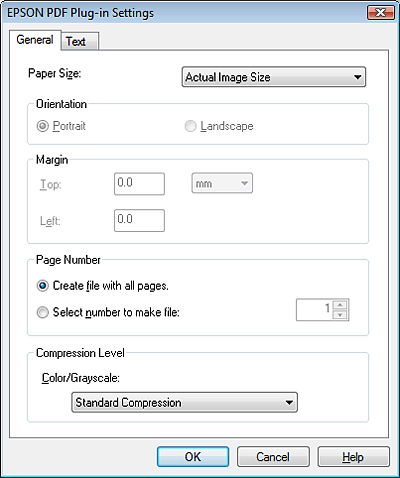 EPSON PDF Plug-in Settings
General Text
Paper Size: Actual Image Size
Orientation
Portrait Landscape
Margin
Top: 0.0 mm
Left: 0.0
Page Number
Create file with all pages.
Select number to make file: 1
Compression Level
Color/Grayscale:
Standard Compression
OK Cancel Help